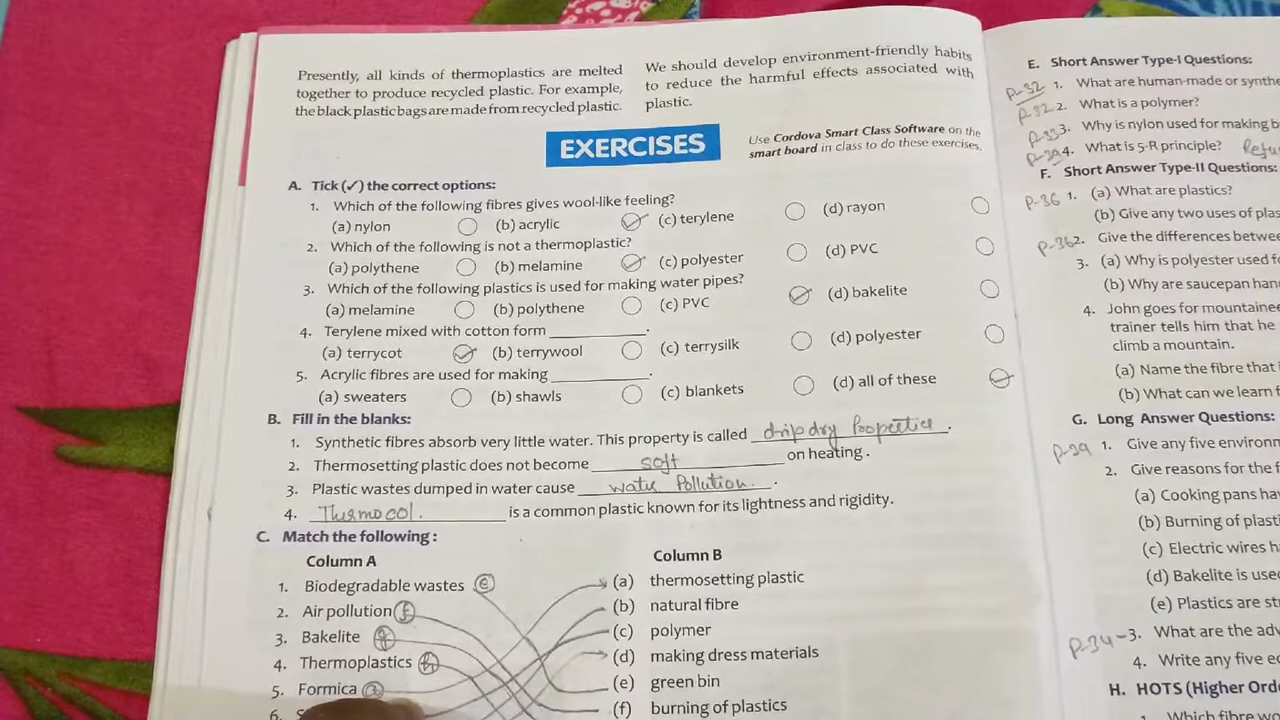 Presently, all kinds of thermoplastics are melted
together to produce recycled plastic. For example,
the black plastic bags are made from recycled plastic.
We should develop environment-friendly habits
to reduce the harmful effects associated with
plastic.
EXERCISES
Use Cordova Smart Class Software on the
smart board in class to do these exercises.
A. Tick (✓) the correct options:
1. Which of the following fibres gives wool-like feeling?
(a) nylon (b) acrylic (c) terylene (d) rayon
2. Which of the following is not a thermoplastic?
(a) polythene (b) melamine (c) polyester (d) PVC
3. Which of the following plastics is used for making water pipes?
(a) melamine (b) polythene (c) PVC (d) bakelite
4. Terylene mixed with cotton form ____________.
(a) terrycot (b) terrywool (c) terrysilk (d) polyester
5. Acrylic fibres are used for making ____________.
(a) sweaters (b) shawls (c) blankets (d) all of these
B. Fill in the blanks:
1. Synthetic fibres absorb very little water. This property is called drip dry Properties.
2. Thermosetting plastic does not become soft on heating.
3. Plastic wastes dumped in water cause water Pollution.
4. Thermocol. is a common plastic known for its lightness and rigidity.
C. Match the following:
Column A Column B
1. Biodegradable wastes (e) (a) thermosetting plastic
2. Air pollution (f) (b) natural fibre
3. Bakelite (g) (c) polymer
4. Thermoplastics (h) (d) making dress materials
5. Formica (a) (e) green bin
6. (f) burning of plastics
E. Short Answer Type-I Questions:
P-32 1. What are human-made or synthe
P-32 2. What is a polymer?
P-33 3. Why is nylon used for making
P-39 4. What is 5-R principle? Refu
F. Short Answer Type-II Questions:
P-36 1. (a) What are plastics?
(b) Give any two uses of plas
P-36 2. Give the differences betwee
3. (a) Why is polyester used
(b) Why are saucepan han
4. John goes for mountainee
trainer tells him that he
climb a mountain.
(a) Name the fibre that
(b) What can we learn
G. Long Answer Questions:
P-39 1. Give any five environ
2. Give reasons for the
(a) Cooking pans ha
(b) Burning of plast
(c) Electric wires
(d) Bakelite is used
(e) Plastics are
P-34 3. What are the adv
4. Write any five
H. HOTS (Higher Orde
1. Which fibre